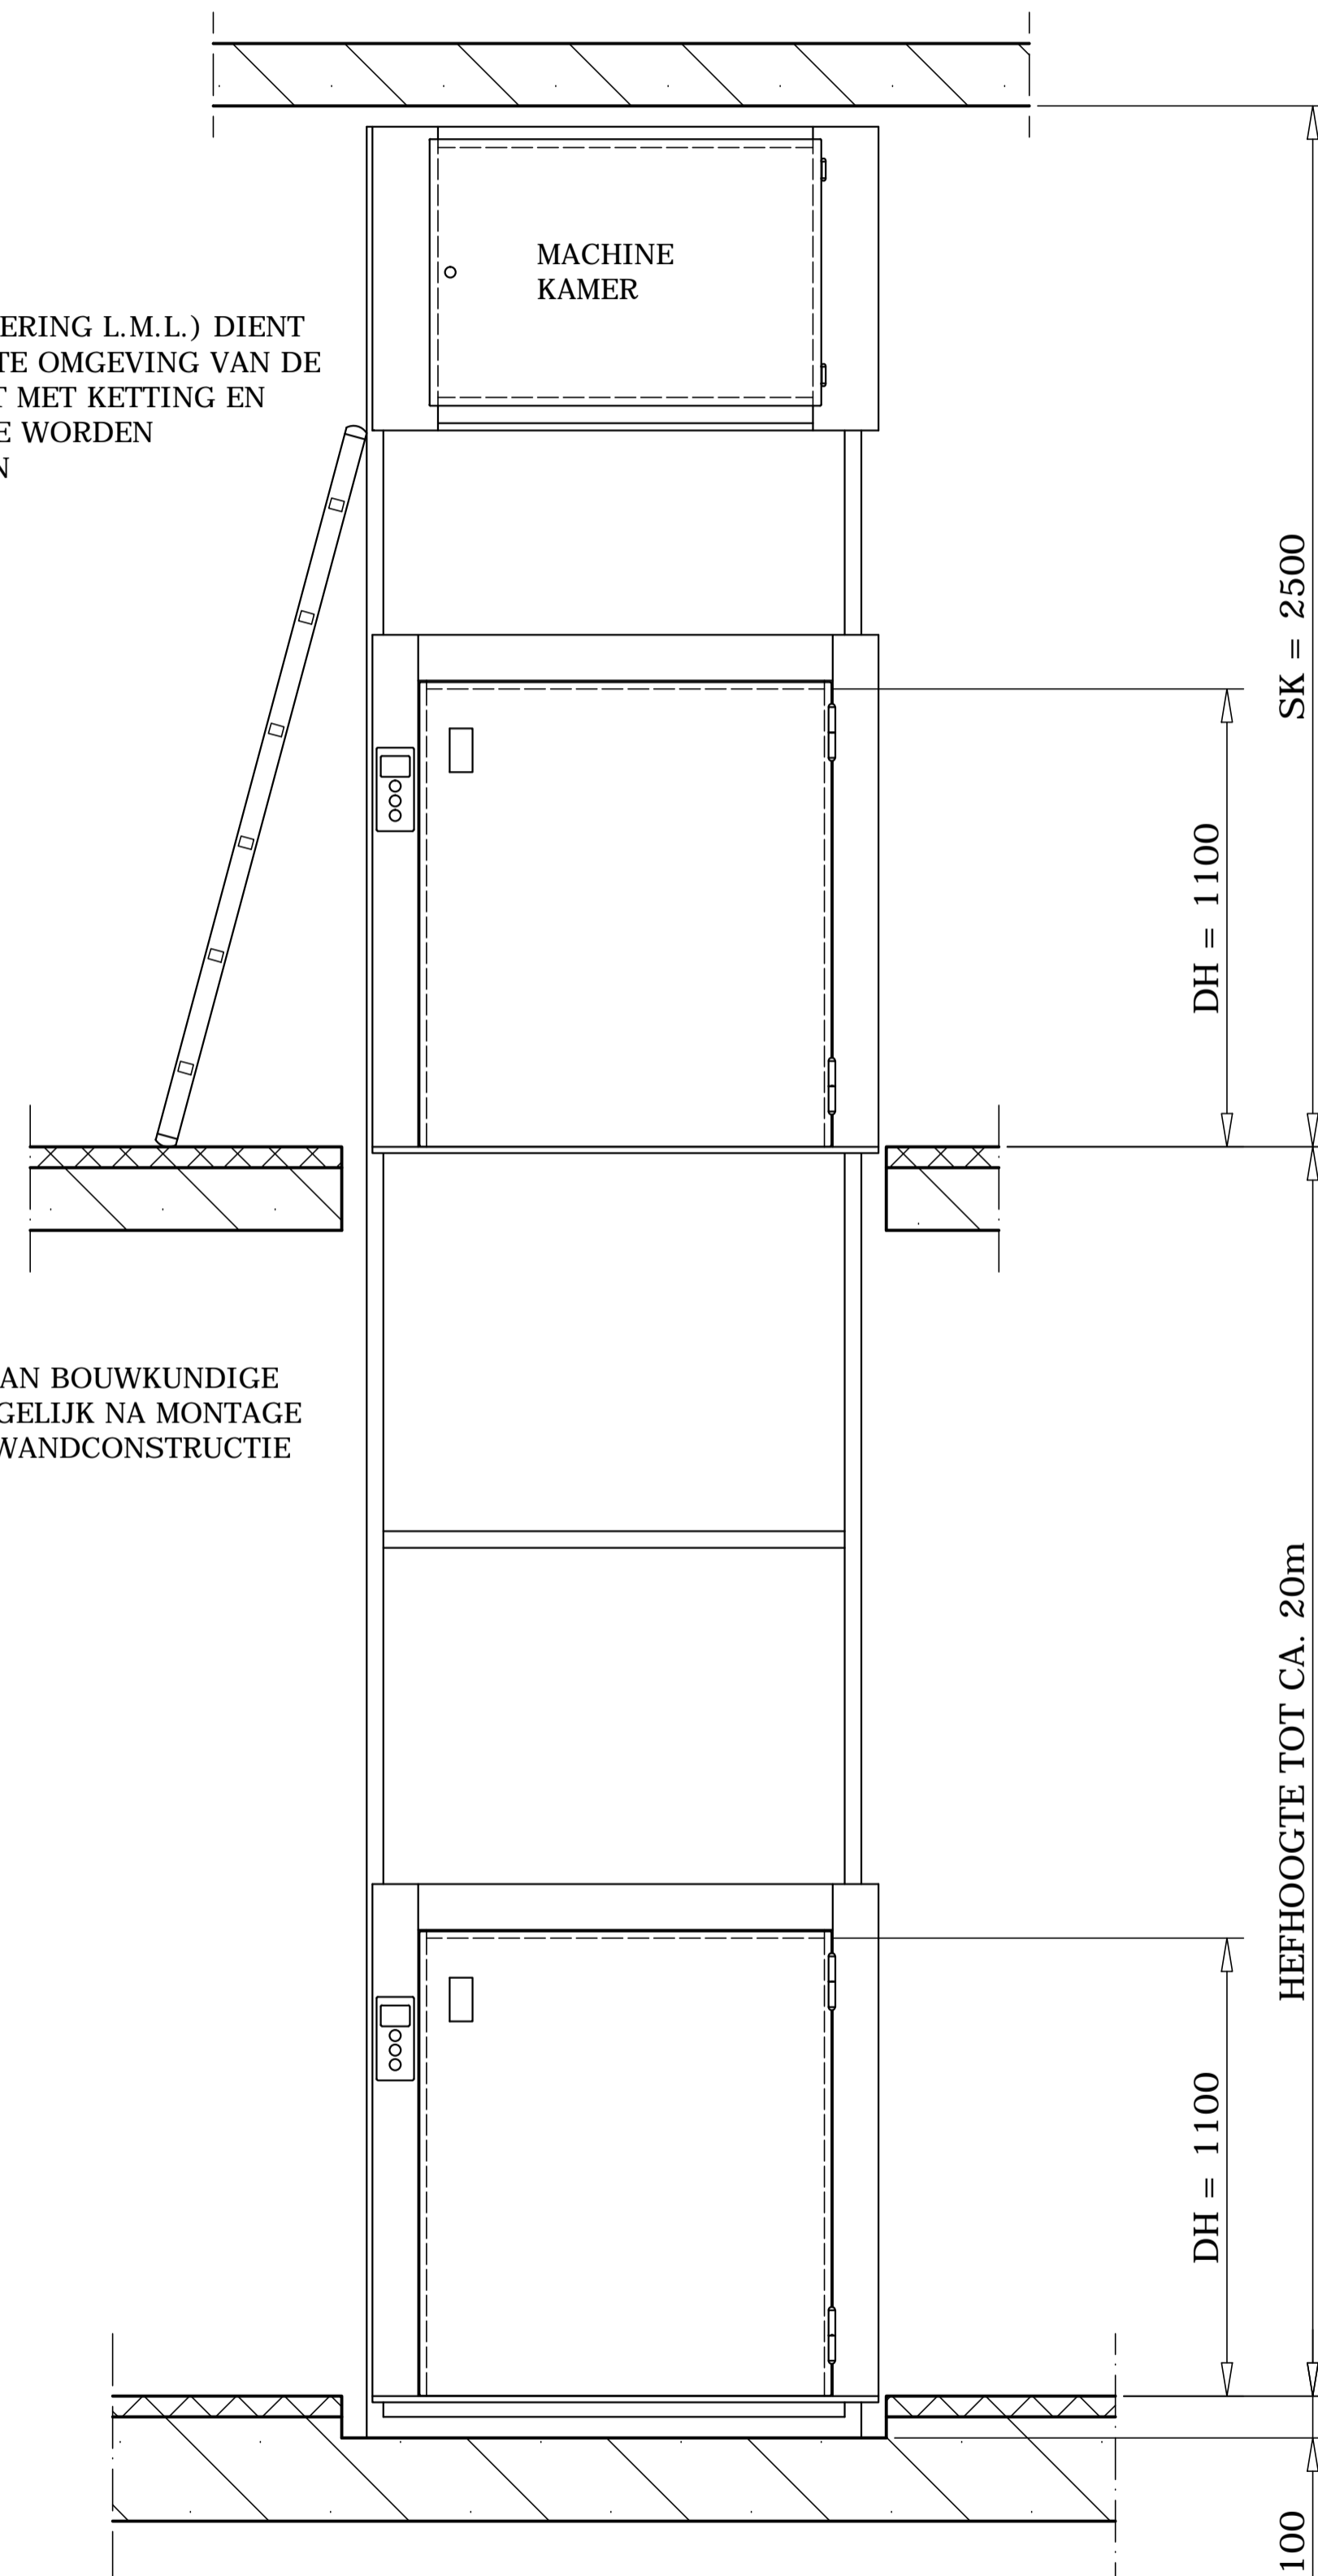 MACHINE
KAMER
ERING L.M.L.) DIENT
TE OMGEVING VAN DE
T MET KETTING EN
E WORDEN
N
SK = 2500
DH = 1100
AN BOUWKUNDIGE
GELIJK NA MONTAGE
WANDCONSTRUCTIE
HEFHOOGTE TOT CA. 20m
DH = 1100
100